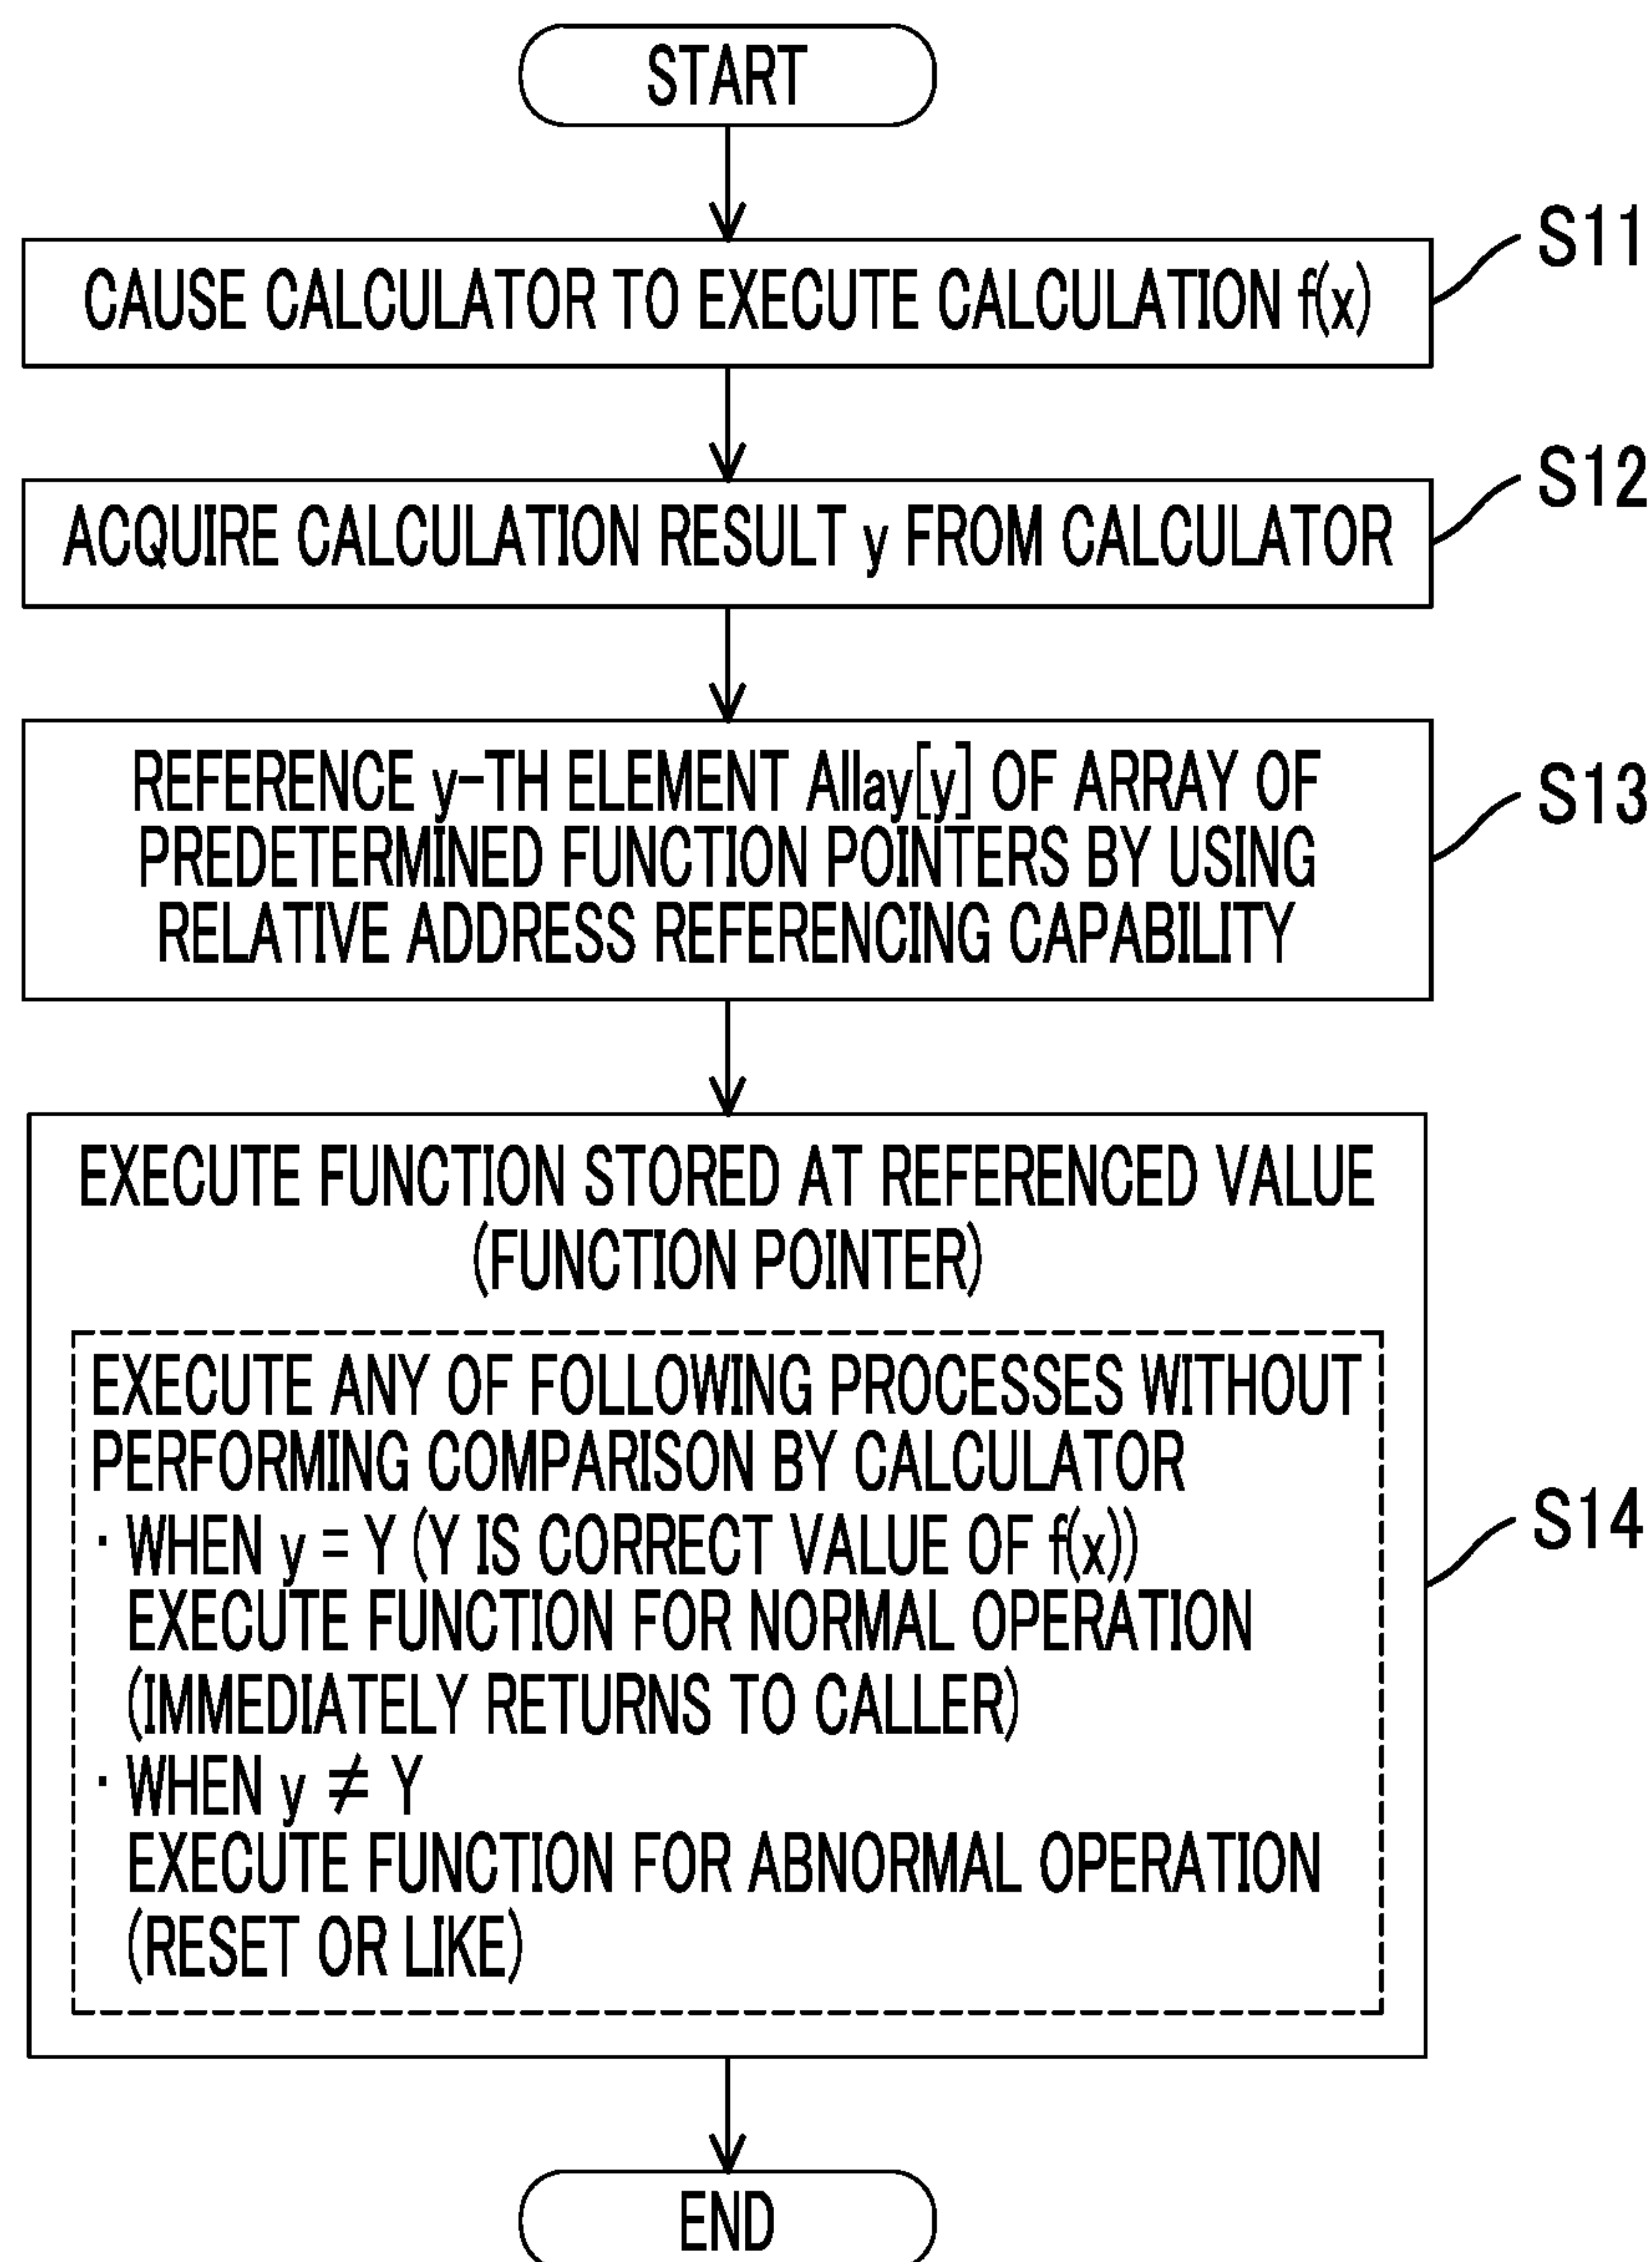 START
S11
CAUSE CALCULATOR TO EXECUTE CALCULATION f(x)
S12
ACQUIRE CALCULATION RESULT y FROM CALCULATOR
S13
REFERENCE y-TH ELEMENT Allay[y] OF ARRAY OF
PREDETERMINED FUNCTION POINTERS BY USING
RELATIVE ADDRESS REFERENCING CAPABILITY
S14
EXECUTE FUNCTION STORED AT REFERENCED VALUE
(FUNCTION POINTER)
EXECUTE ANY OF FOLLOWING PROCESSES WITHOUT
PERFORMING COMPARISON BY CALCULATOR
· WHEN y = Y (Y IS CORRECT VALUE OF f(x))
EXECUTE FUNCTION FOR NORMAL OPERATION
(IMMEDIATELY RETURNS TO CALLER)
· WHEN y ≠ Y
EXECUTE FUNCTION FOR ABNORMAL OPERATION
(RESET OR LIKE)
END